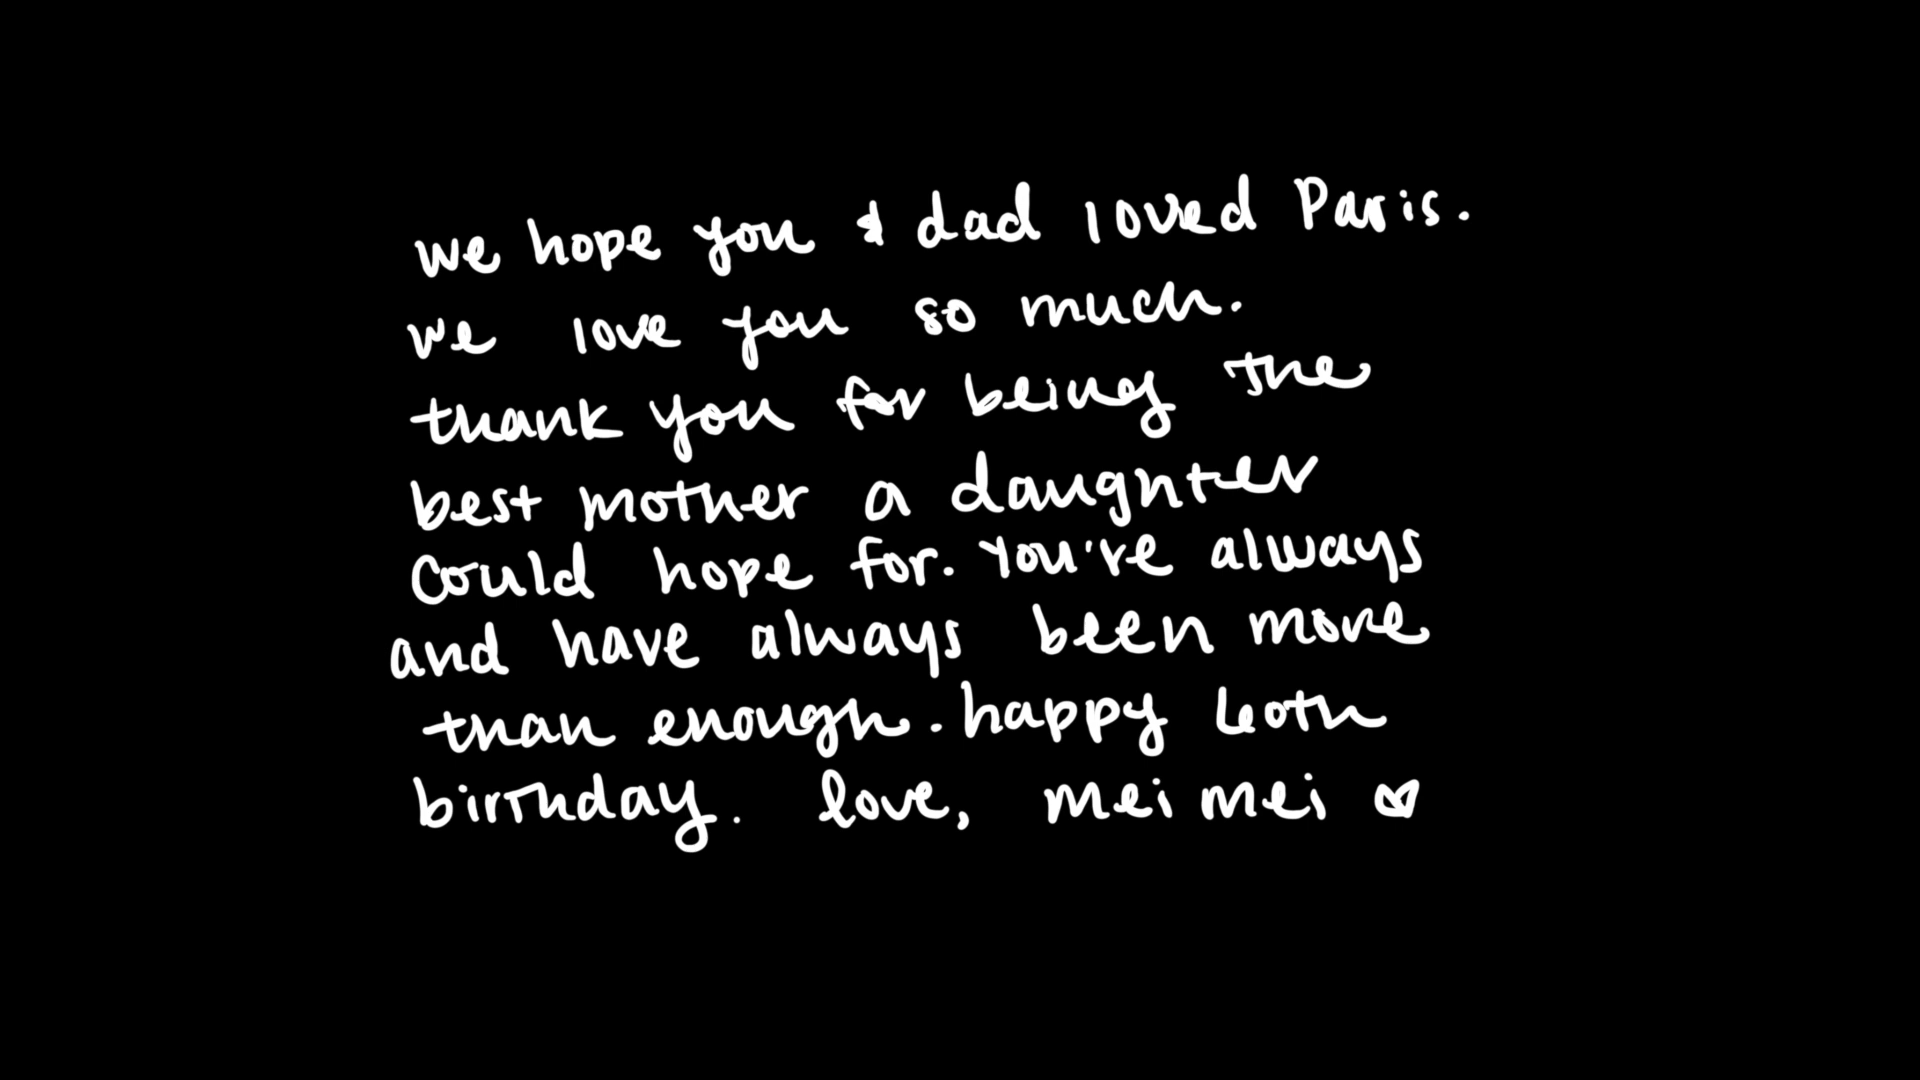 we hope you & dad loved Paris.
we love you so much.
thank you for being the
best mother a daughter
could hope for. You're always
and have always been more
than enough. happy 60th
birthday. love, mei mei ♡